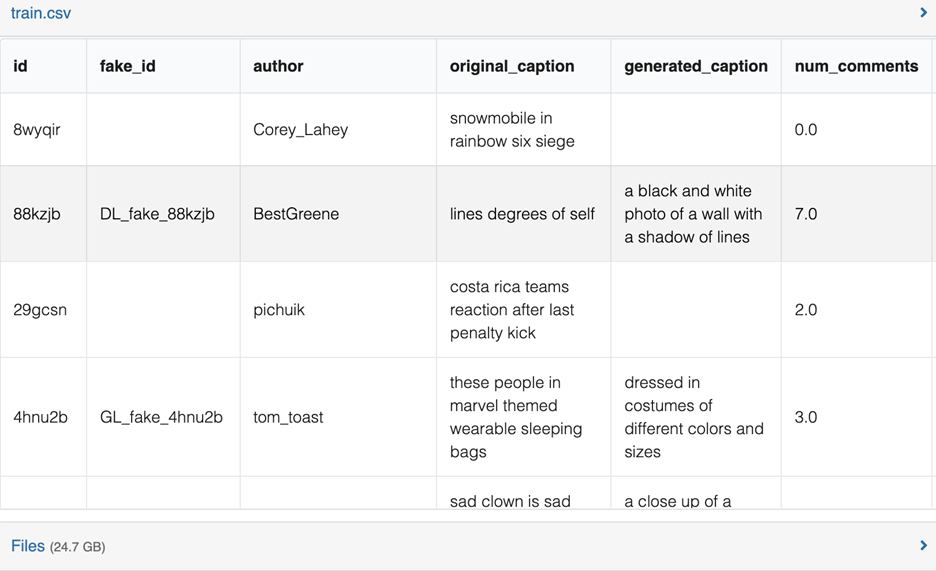 train.csv
id fake_id author original_caption generated_caption num_comments
8wyqir Corey_Lahey snowmobile in rainbow six siege 0.0
88kzjb DL_fake_88kzjb BestGreene lines degrees of self a black and white photo of a wall with a shadow of lines 7.0
29gcsn pichuik costa rica teams reaction after last penalty kick 2.0
4hnu2b GL_fake_4hnu2b tom_toast these people in marvel themed wearable sleeping bags dressed in costumes of different colors and sizes 3.0
sad clown is sad a close up of a
Files (24.7 GB)